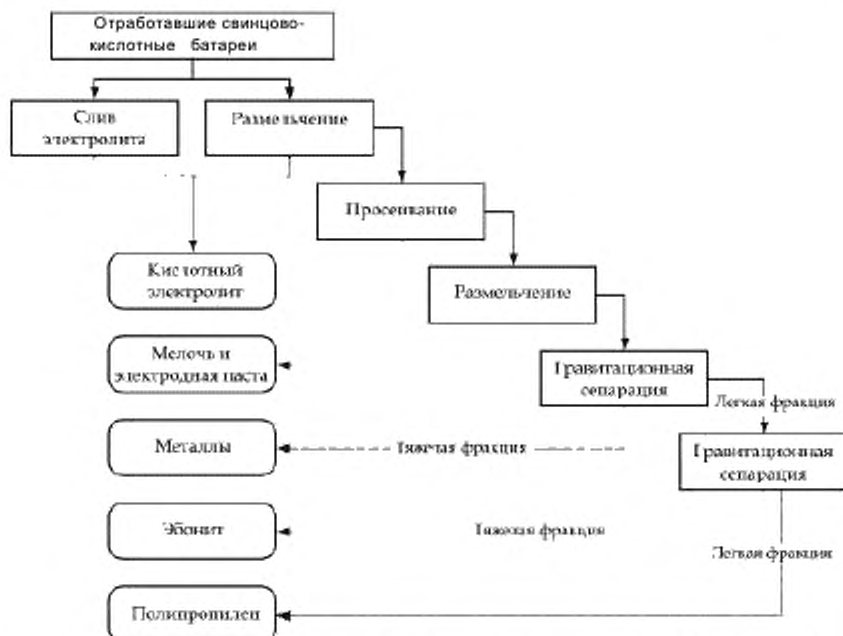 Отработавшие свинцово-
кислотные батареи
Слив
электролита
Размельчение
Просеивание
Кислотный
электролит
Размельчение
Мелочь и
электродная паста
Гравитационная
сепарация
Легкая фракция
Металлы
Тяжелая фракция
Гравитационная
сепарация
Эбонит
Тяжелая фракция
Легкая фракция
Полипропилен